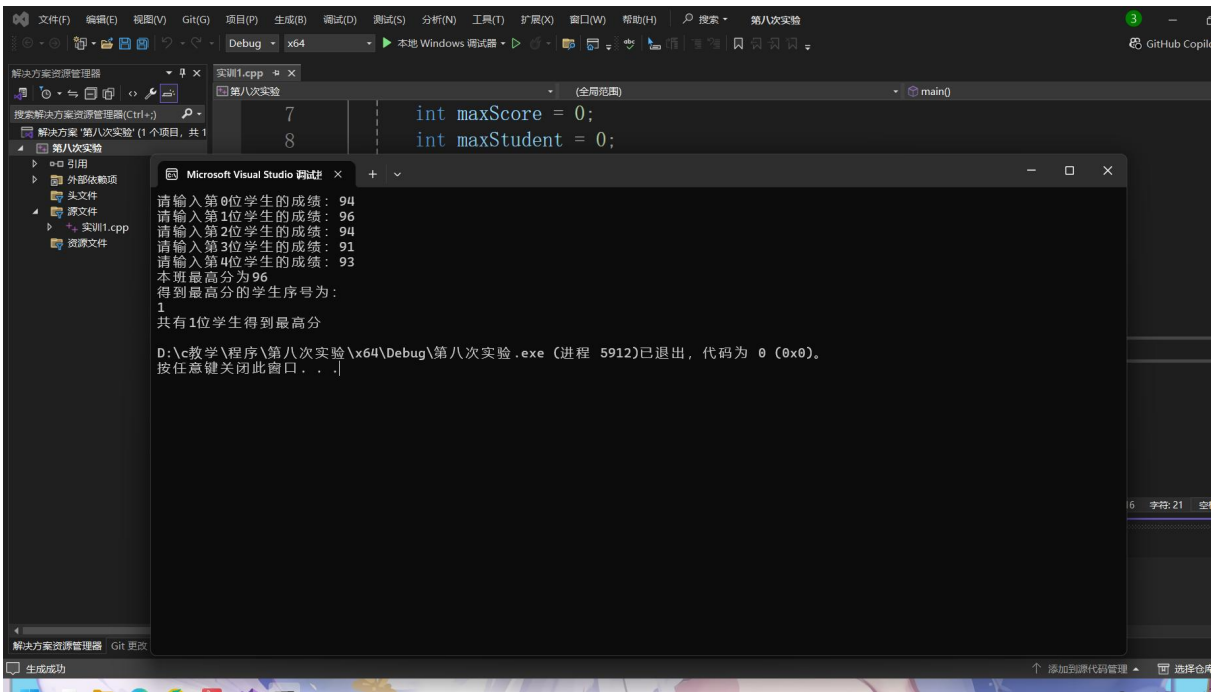 文件(F) 编辑(E) 视图(V) Git(G) 项目(P) 生成(B) 调试(D) 测试(S) 分析(N) 工具(T) 扩展(X) 窗口(W) 帮助(H) 搜索 第八次实验 3
Debug x64 本地 Windows 调试器 GitHub Copilo
解决方案资源管理器
实训1.cpp
第八次实验 (全局范围) main()
搜索解决方案资源管理器(Ctrl+;)
解决方案 '第八次实验' (1 个项目, 共 1
第八次实验
引用
外部依赖项
头文件
源文件
实训1.cpp
资源文件
7 int maxScore = 0;
8 int maxStudent = 0;
Microsoft Visual Studio 调试
请输入第0位学生的成绩: 94
请输入第1位学生的成绩: 96
请输入第2位学生的成绩: 94
请输入第3位学生的成绩: 91
请输入第4位学生的成绩: 93
本班最高分为96
得到最高分的学生序号为:
1
共有1位学生得到最高分
D:\c教学\程序\第八次实验\x64\Debug\第八次实验.exe (进程 5912)已退出, 代码为 0 (0x0)。
按任意键关闭此窗口. . .
字符: 21
解决方案资源管理器 Git 更改
生成成功 添加到源代码管理 选择仓库